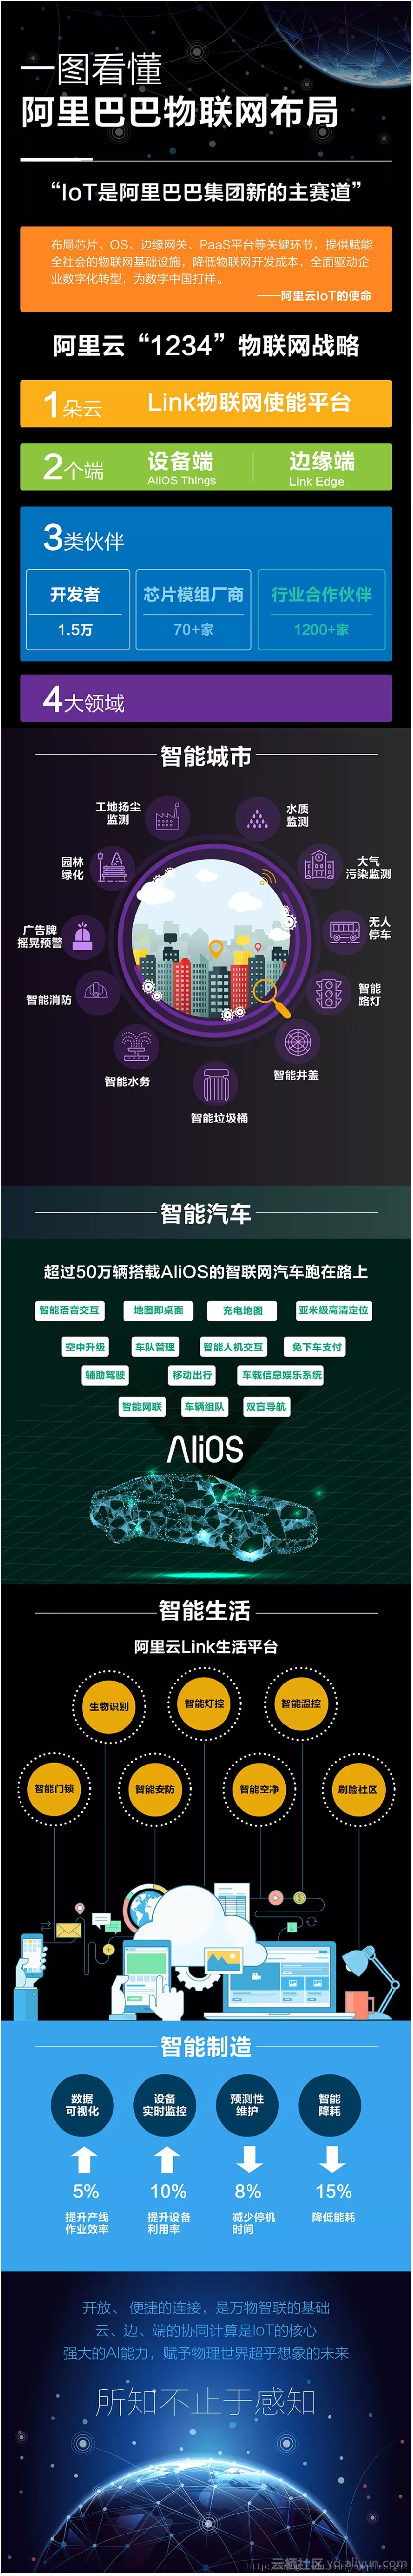 一图看懂
阿里巴巴物联网布局
“IoT是阿里巴巴集团新的主赛道”
布局芯片、OS、边缘网关、PaaS平台等关键环节，提供赋能
全社会的物联网基础设施，降低物联网开发成本，全面驱动企
业数字化转型，为数字中国打样。
——阿里云IoT的使命
阿里云“1234”物联网战略
1朵云 Link物联网使能平台
2个端 设备端 边缘端
AliOS Things Link Edge
3类伙伴
开发者 芯片模组厂商 行业合作伙伴
1.5万 70+家 1200+家
4大领域
智能城市
工地扬尘
监测
水质
监测
园林
绿化
大气
污染监测
广告牌
摇晃预警
无人
停车
智能消防
智能
路灯
智能水务
智能井盖
智能垃圾桶
智能汽车
超过50万辆搭载AliOS的智联网汽车跑在路上
智能语音交互 地图即桌面 充电地图 亚米级高清定位
空中升级 车队管理 智能人机交互 免下车支付
辅助驾驶 移动出行 车载信息娱乐系统
智能网联 车辆组队 双盲导航
AliOS
智能生活
阿里云Link生活平台
生物识别 智能灯控 智能温控
智能门锁 智能安防 智能空净 刷脸社区
智能制造
数据
可视化
设备
实时监控
预测性
维护
智能
降耗
5% 10% 8% 15%
提升产线
作业效率
提升设备
利用率
减少停机
时间
降低能耗
开放、便捷的连接，是万物智联的基础
云、边、端的协同计算是IoT的核心
强大的AI能力，赋予物理世界超乎想象的未来
所知不止于感知
云栖社区 yq.aliyun.com